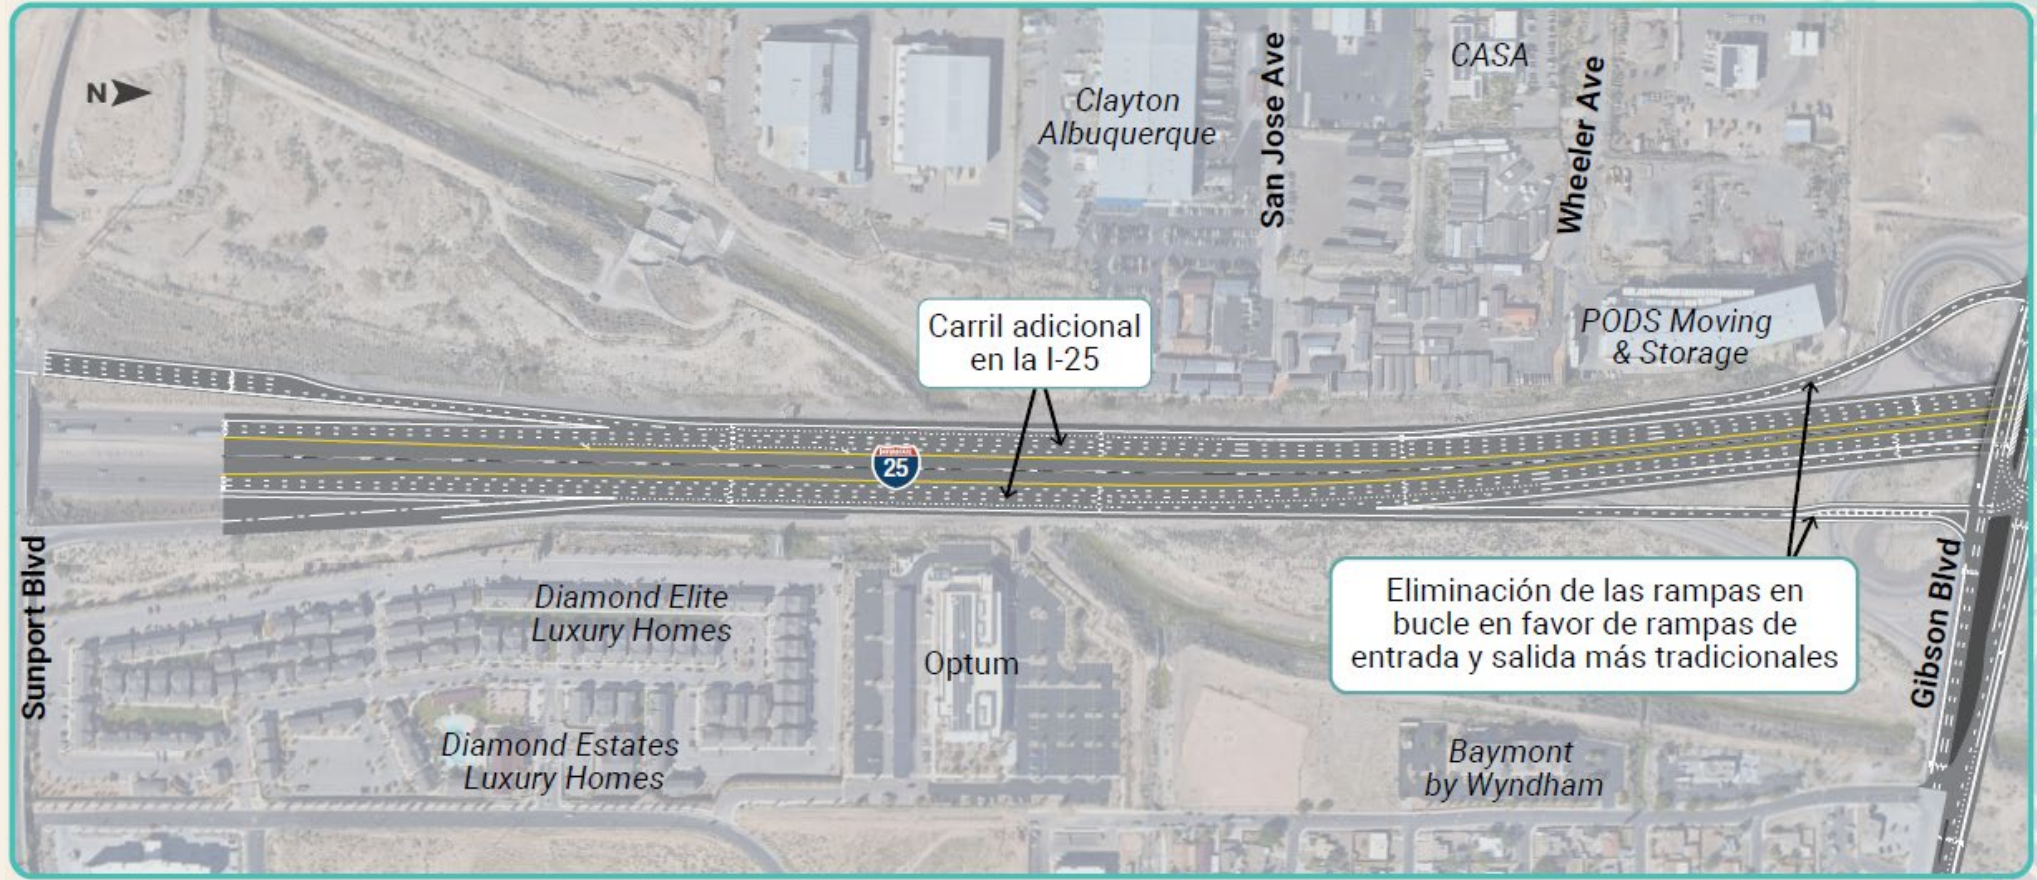 N
CASA
Clayton
Albuquerque
San Jose Ave
Wheeler Ave
PODS Moving
& Storage
Carril adicional
en la I-25
INTERSTATE
25
Eliminación de las rampas en
bucle en favor de rampas de
entrada y salida más tradicionales
Sunport Blvd
Gibson Blvd
Diamond Elite
Luxury Homes
Optum
Diamond Estates
Luxury Homes
Baymont
by Wyndham